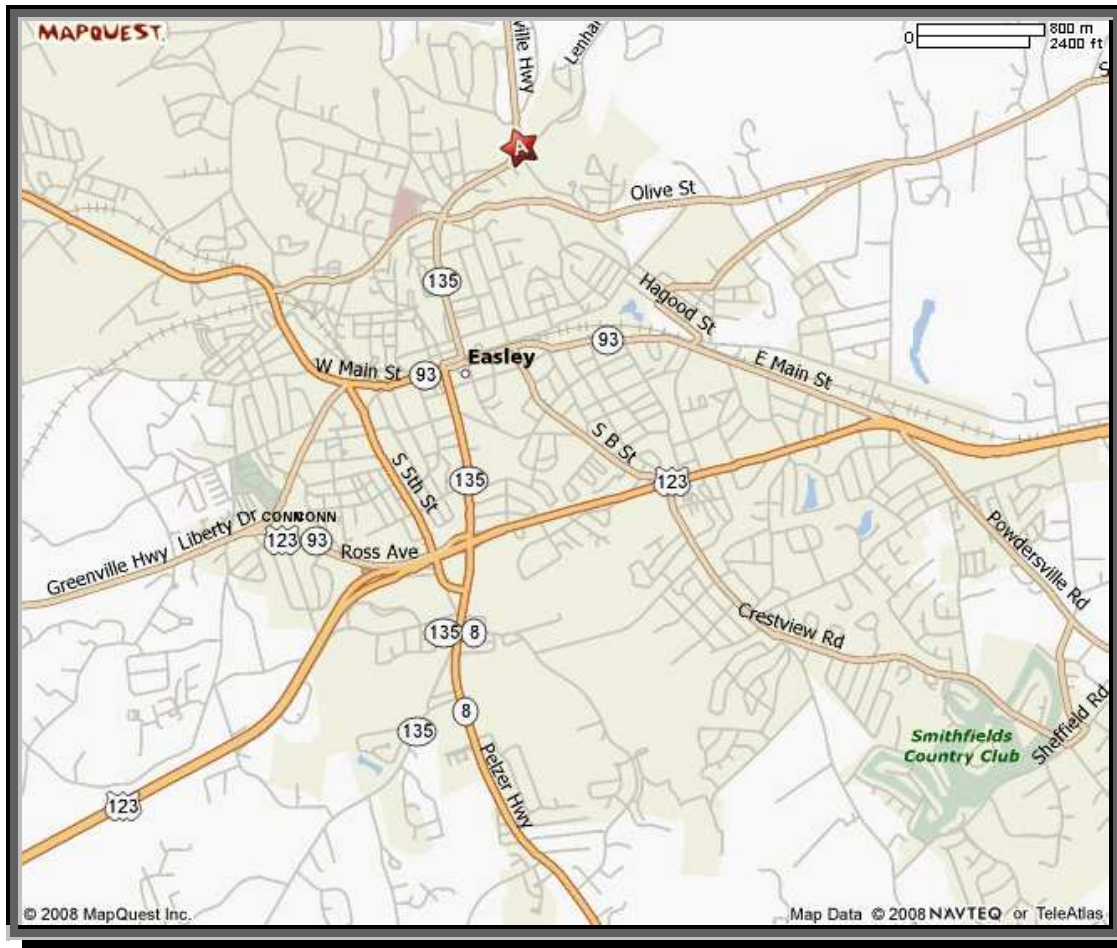 MAPQUEST.
0
800 m
2400 ft
ville Hwy
A
Olive St
135
Hagood St
93
Easley
W Main St
93
E Main St
S 5th St
S B St
135
123
CONN CONN
123 93
Liberty Dr
Greenville Hwy
Ross Ave
Powdersville Rd
135 8
Crestview Rd
8
135
Smithfields
Country Club
Sheffield Rd
Pelzer Hwy
123
© 2008 MapQuest Inc.
Map Data © 2008 NAVTEQ or TeleAtlas